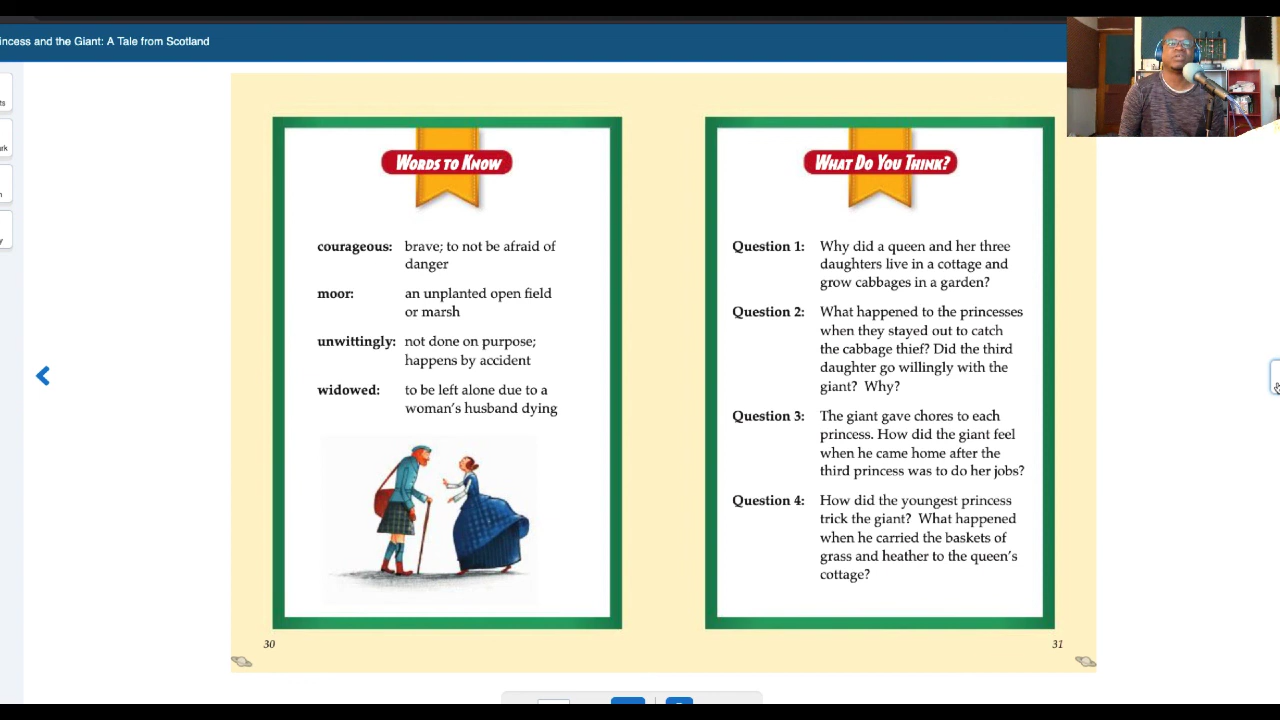 incess and the Giant: A Tale from Scotland
ts
ark
n
y
WORDS TO KNOW
courageous: brave; to not be afraid of
danger
moor: an unplanted open field
or marsh
unwittingly: not done on purpose;
happens by accident
widowed: to be left alone due to a
woman's husband dying
30
WHAT DO YOU THINK?
Question 1: Why did a queen and her three
daughters live in a cottage and
grow cabbages in a garden?
Question 2: What happened to the princesses
when they stayed out to catch
the cabbage thief? Did the third
daughter go willingly with the
giant? Why?
Question 3: The giant gave chores to each
princess. How did the giant feel
when he came home after the
third princess was to do her jobs?
Question 4: How did the youngest princess
trick the giant? What happened
when he carried the baskets of
grass and heather to the queen's
cottage?
31